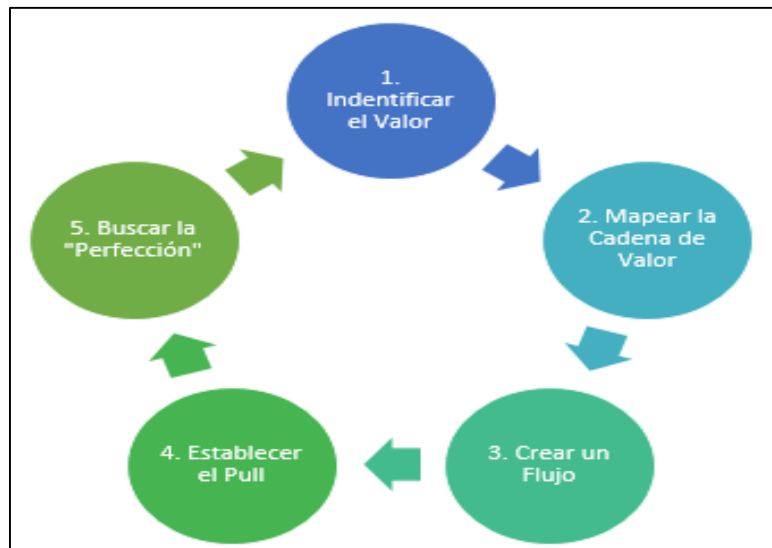 1.
Indentificar
el Valor
2. Mapear la
Cadena de
Valor
3. Crear un
Flujo
4. Establecer
el Pull
5. Buscar la
"Perfección"